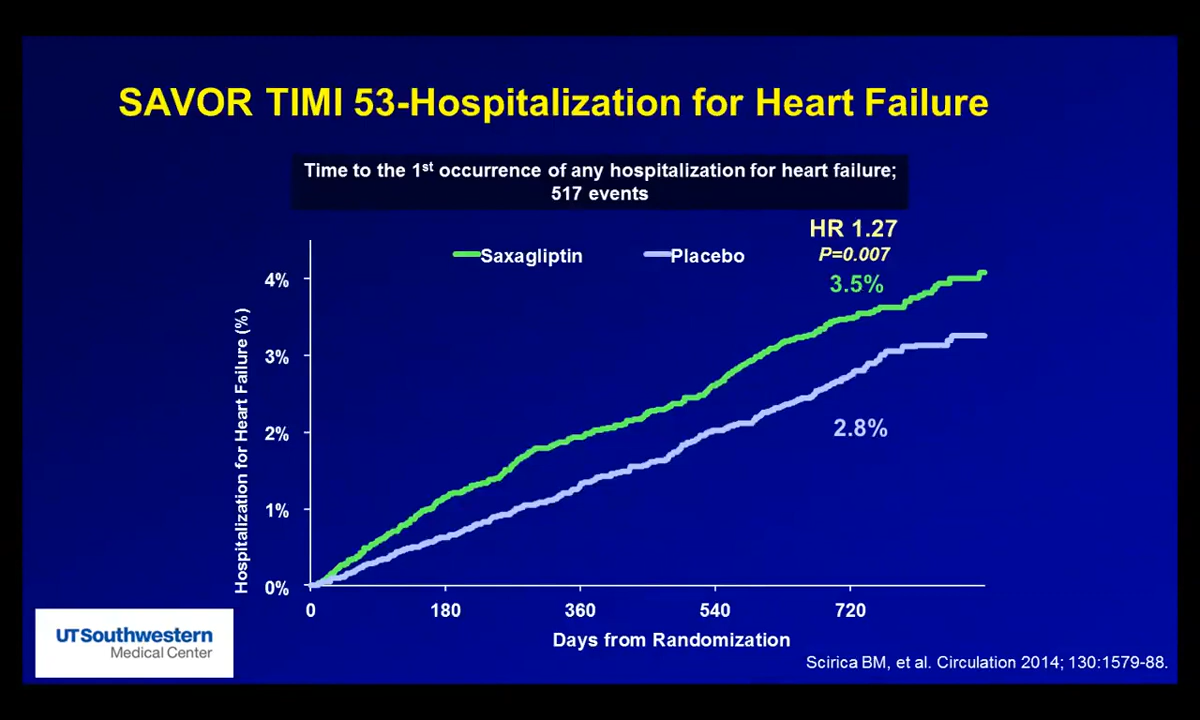 SAVOR TIMI 53-Hospitalization for Heart Failure
Time to the 1st occurrence of any hospitalization for heart failure;
517 events
HR 1.27
P=0.007
Saxagliptin
Placebo
3.5%
2.8%
Hospitalization for Heart Failure (%)
4%
3%
2%
1%
0%
0 180 360 540 720
Days from Randomization
UTSouthwestern
Medical Center
Scirica BM, et al. Circulation 2014; 130:1579-88.